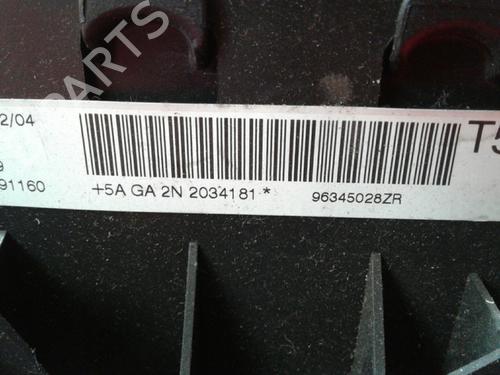 PARTS
2/04
T5
9
91160
+5A GA 2N 2034181 *
96345028ZR